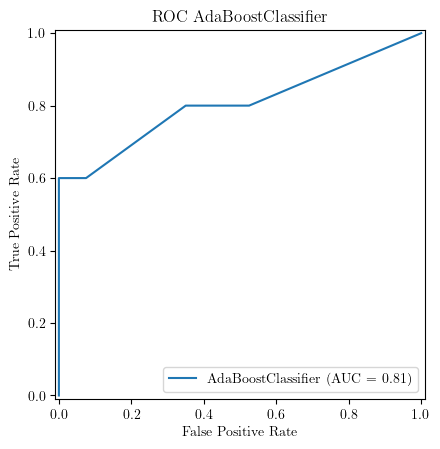 ROC AdaBoostClassifier
1.0
0.8
0.6
0.4
0.2
0.0
True Positive Rate
AdaBoostClassifier (AUC = 0.81)
0.0 0.2 0.4 0.6 0.8 1.0
False Positive Rate